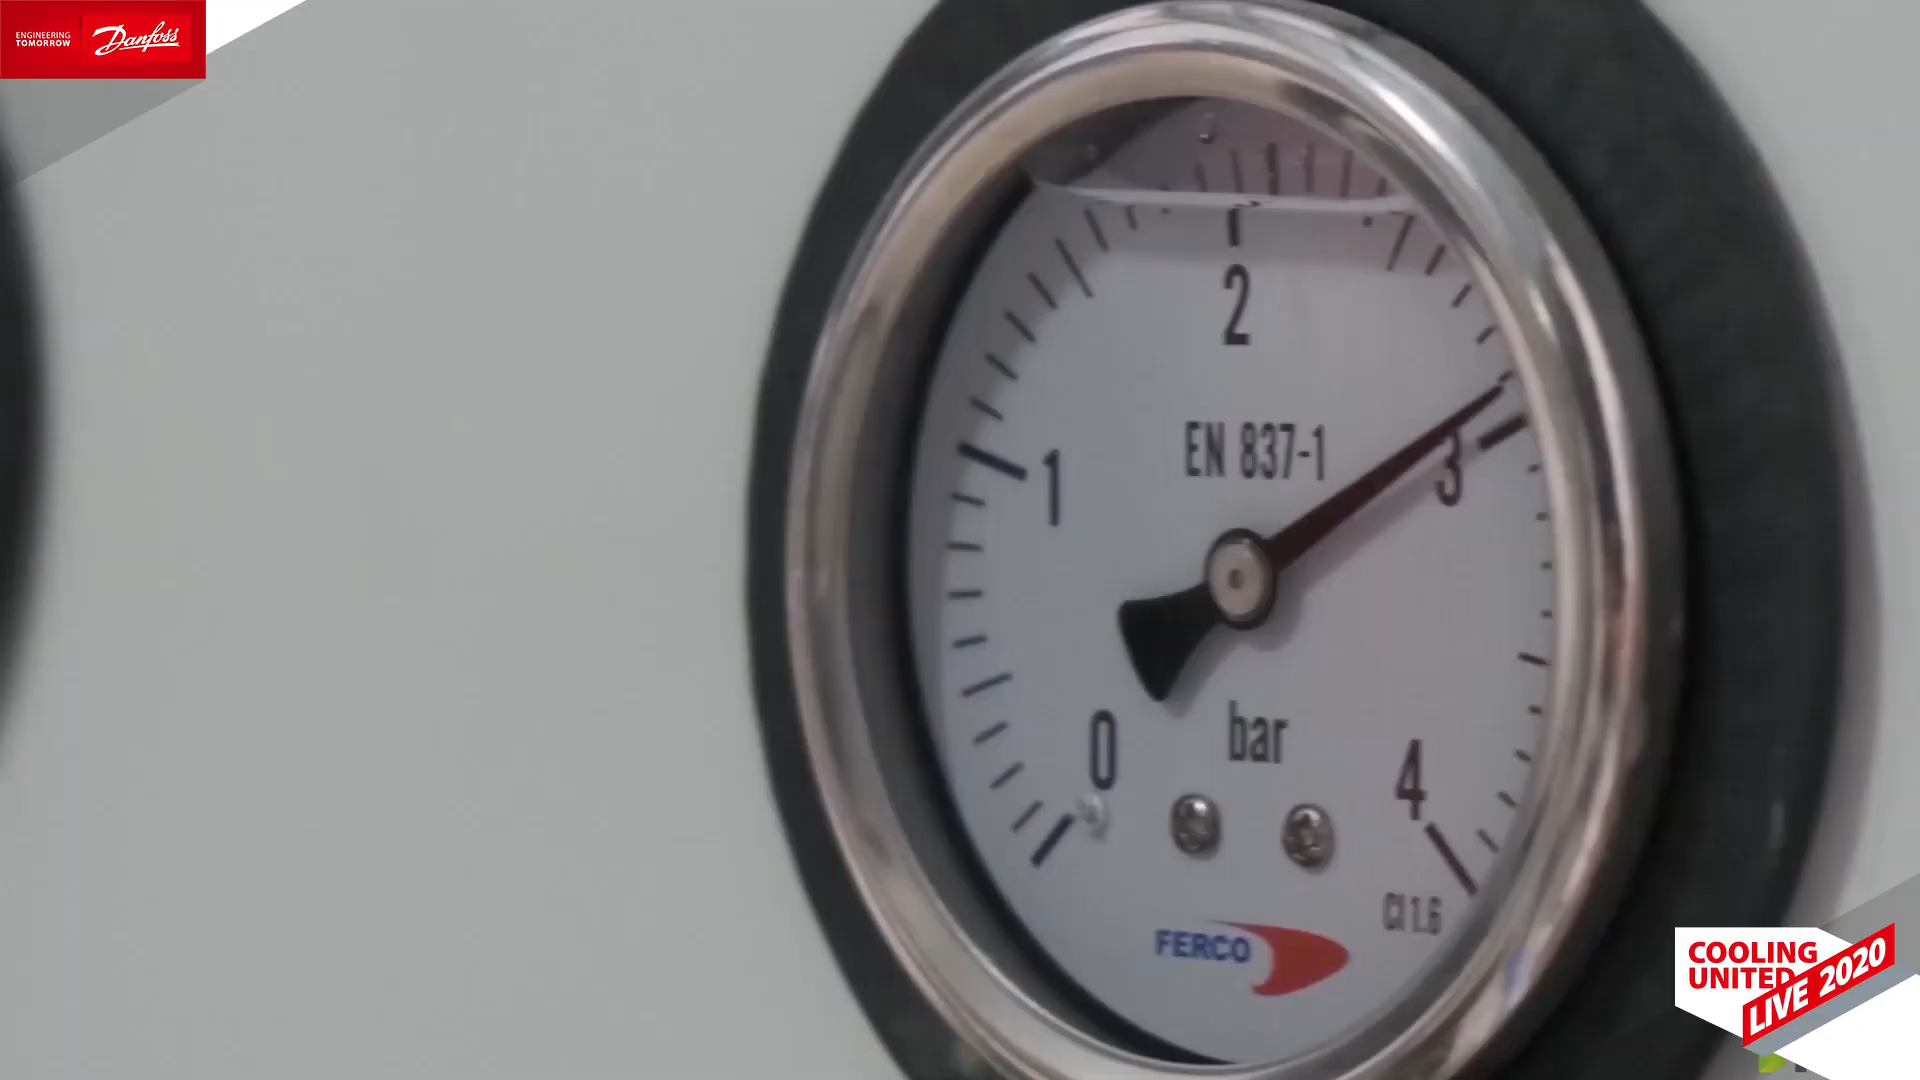 ENGINEERING
TOMORROW
Danfoss
2
EN 837-1
1
3
0
bar
4
Cl 1.6
FERCO
COOLING
UNITED
LIVE 2020